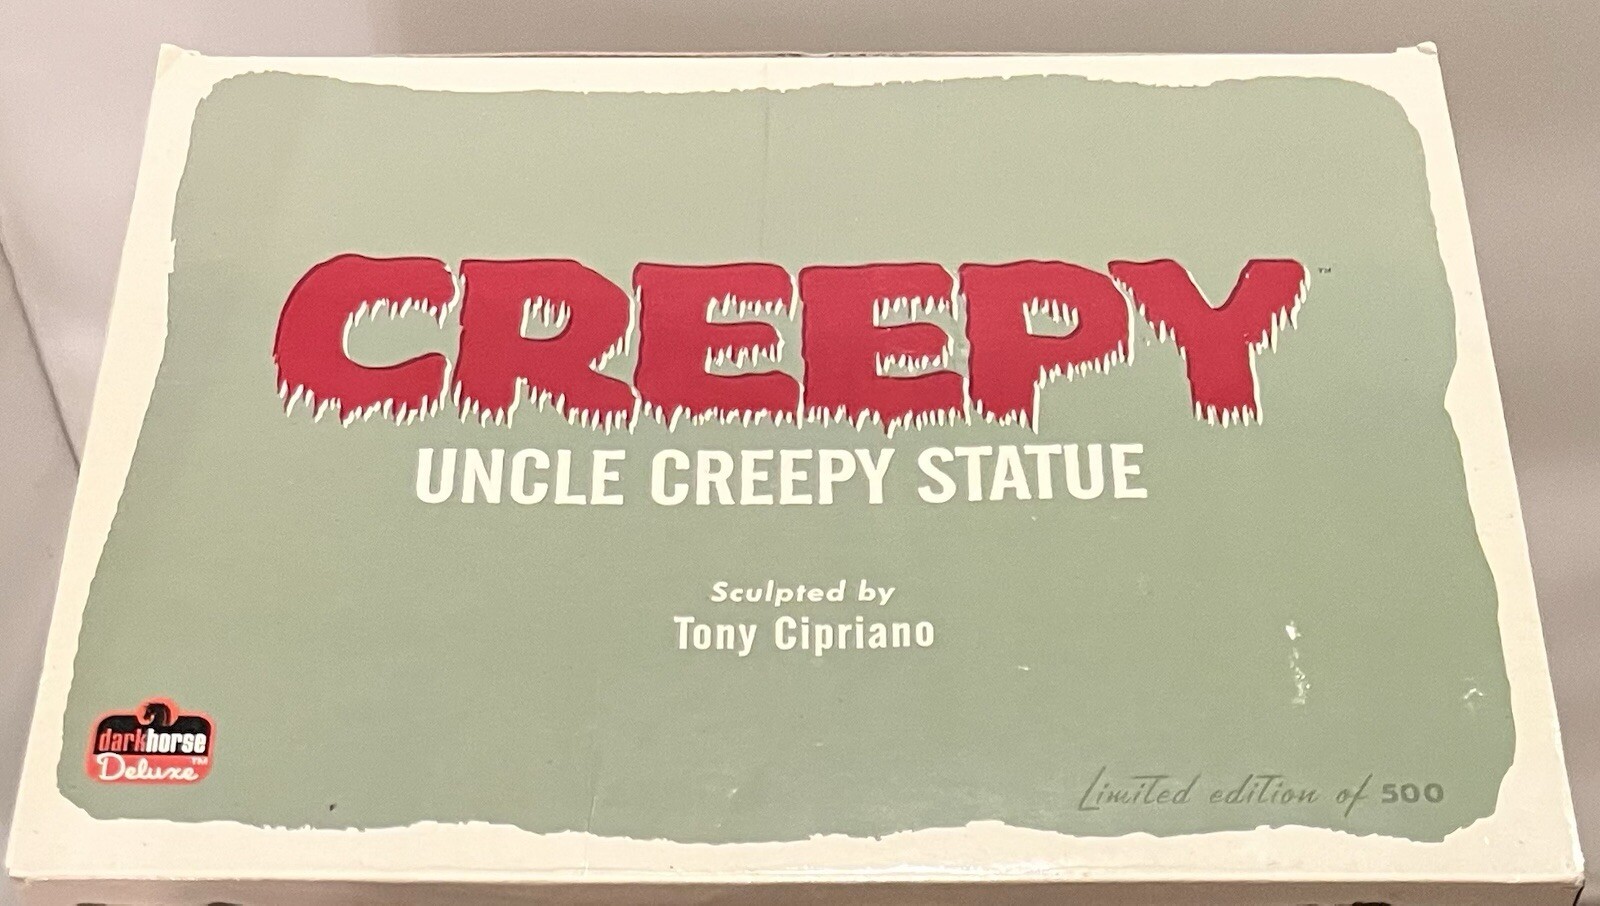 CREEPY™
UNCLE CREEPY STATUE
Sculpted by
Tony Cipriano
darkhorse
Deluxe™
Limited edition of 500